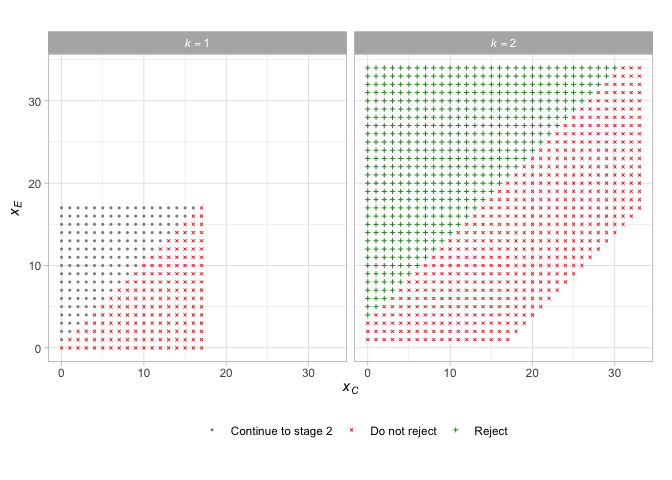 k = 1
k = 2
x_E
30
20
10
0
0 10 20 30
0 10 20 30
x_C
Continue to stage 2 Do not reject Reject